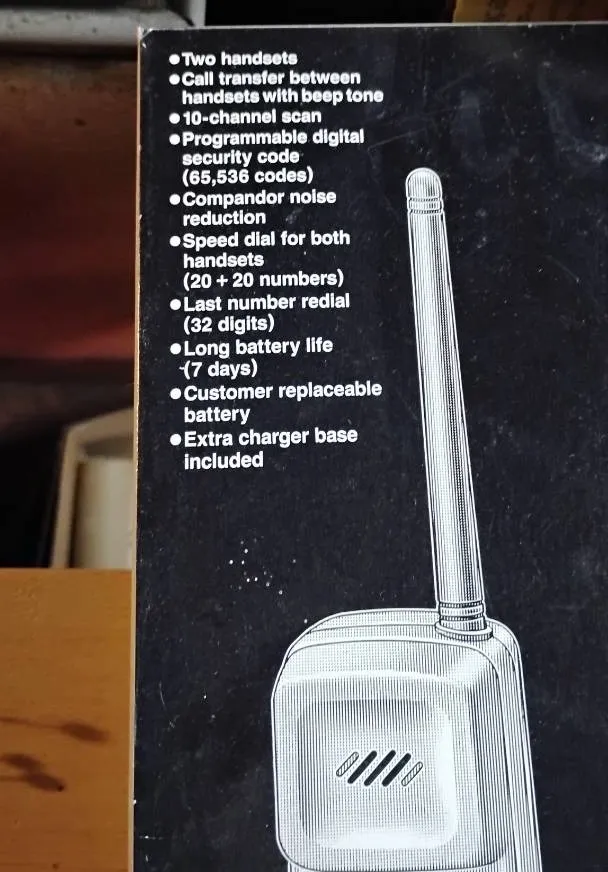 ●Two handsets
●Call transfer between
handsets with beep tone
●10-channel scan
●Programmable digital
security code
(65,536 codes)
●Compandor noise
reduction
●Speed dial for both
handsets
(20 + 20 numbers)
●Last number redial
(32 digits)
●Long battery life
(7 days)
●Customer replaceable
battery
●Extra charger base
included